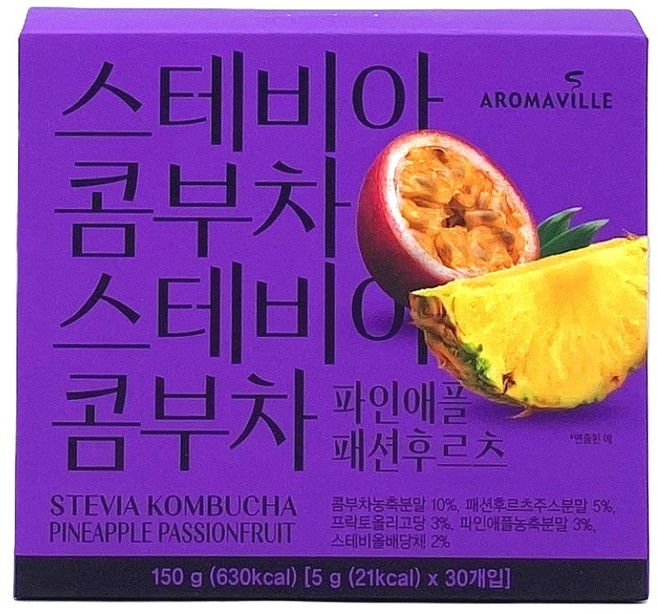 스테비아
AROMAVILLE
콤부차
스테비아
콤부차
파인애플
패션후르츠
*연출된 예
STEVIA KOMBUCHA
PINEAPPLE PASSIONFRUIT
콤부차농축분말 10%, 패션후르츠주스분말 5%,
프락토올리고당 3%, 파인애플농축분말 3%,
스테비올배당체 2%
150 g (630kcal) [5 g (21kcal) x 30개입]